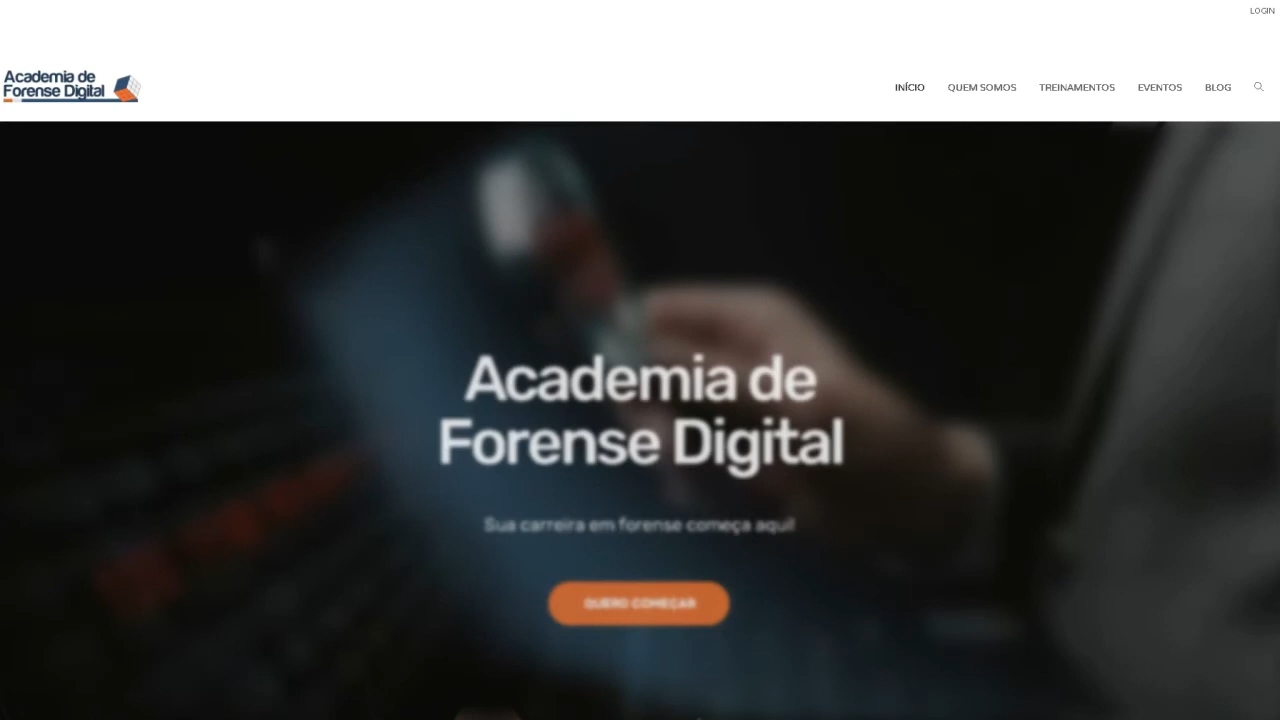 LOGIN
Academia de
Forense Digital
INÍCIO QUEM SOMOS TREINAMENTOS EVENTOS BLOG
Academia de
Forense Digital
Sua carreira em forense começa aqui!
QUERO COMEÇAR